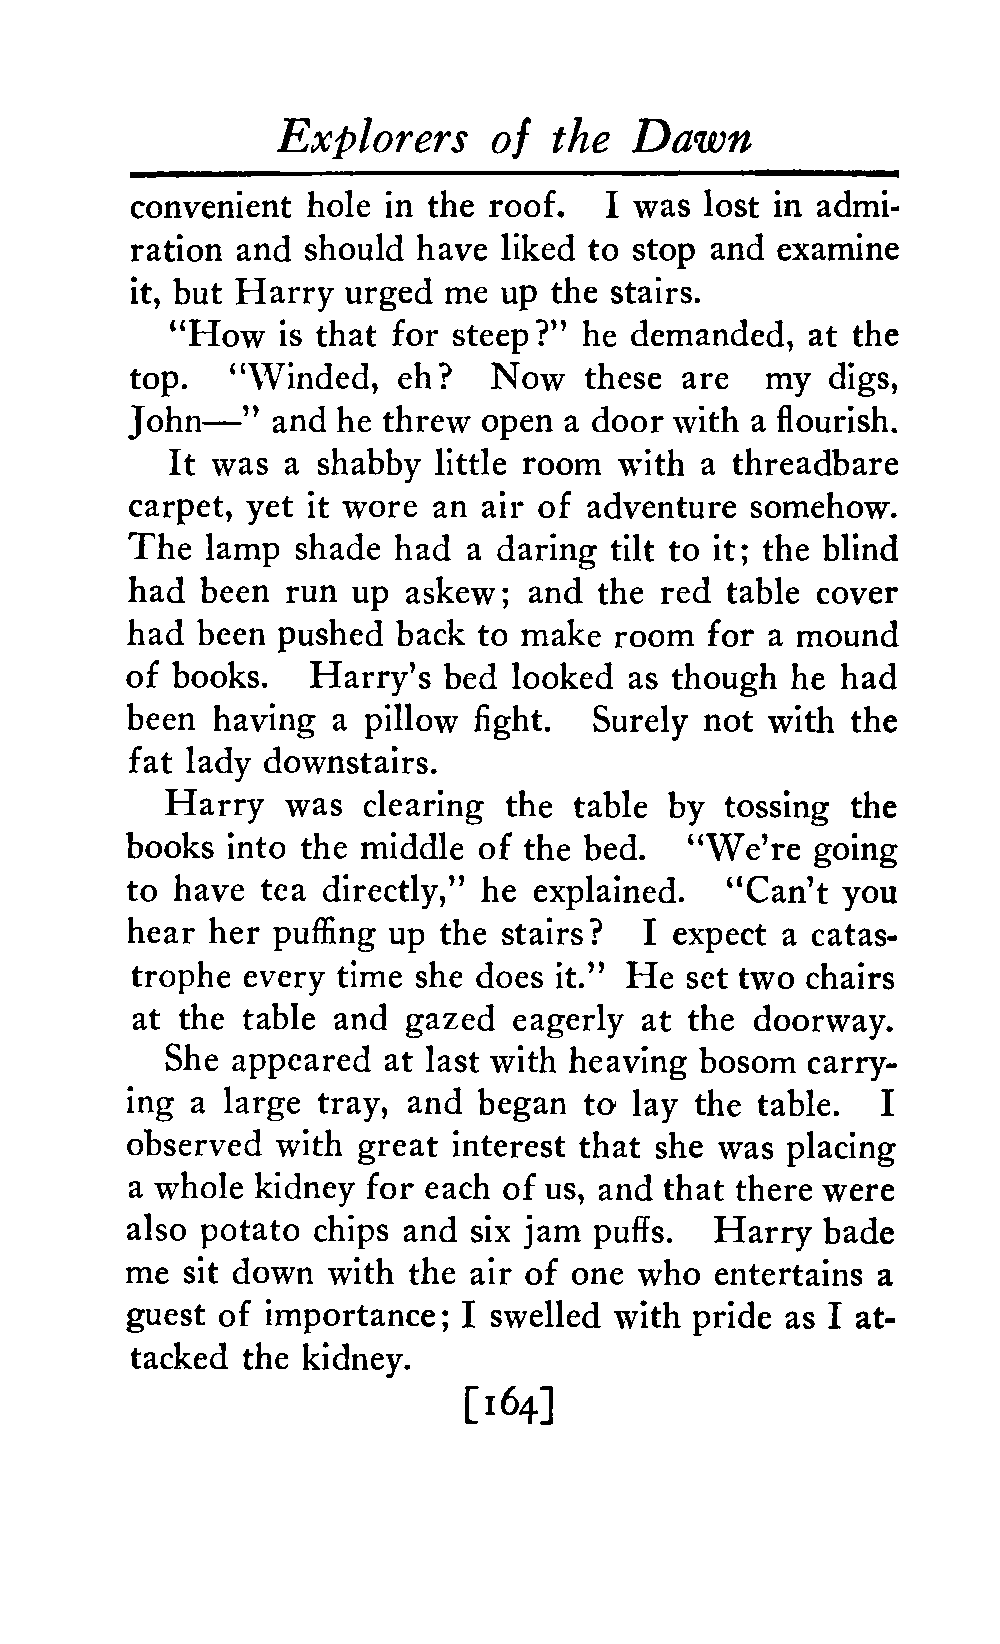 Explorers of the Dawn
convenient hole in the roof. I was lost in admi-
ration and should have liked to stop and examine
it, but Harry urged me up the stairs.
"How is that for steep?" he demanded, at the
top. "Winded, eh? Now these are my digs,
John—" and he threw open a door with a flourish.
It was a shabby little room with a threadbare
carpet, yet it wore an air of adventure somehow.
The lamp shade had a daring tilt to it; the blind
had been run up askew; and the red table cover
had been pushed back to make room for a mound
of books. Harry's bed looked as though he had
been having a pillow fight. Surely not with the
fat lady downstairs.
Harry was clearing the table by tossing the
books into the middle of the bed. "We're going
to have tea directly," he explained. "Can't you
hear her puffing up the stairs? I expect a catas-
trophe every time she does it." He set two chairs
at the table and gazed eagerly at the doorway.
She appeared at last with heaving bosom carry-
ing a large tray, and began to lay the table. I
observed with great interest that she was placing
a whole kidney for each of us, and that there were
also potato chips and six jam puffs. Harry bade
me sit down with the air of one who entertains a
guest of importance; I swelled with pride as I at-
tacked the kidney.
[164]